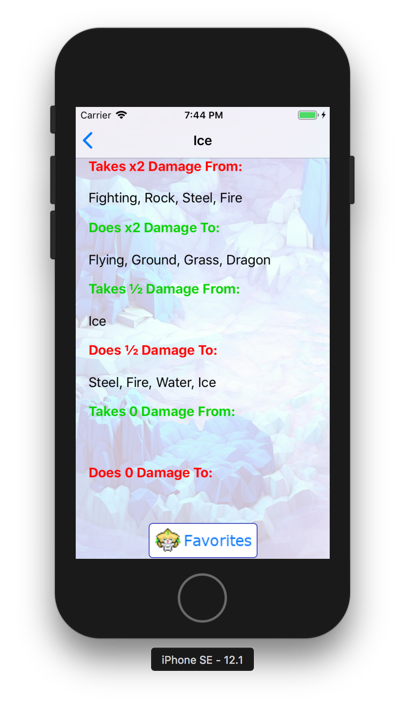 Carrier 7:44 PM
Ice
Takes x2 Damage From:
Fighting, Rock, Steel, Fire
Does x2 Damage To:
Flying, Ground, Grass, Dragon
Takes ½ Damage From:
Ice
Does ½ Damage To:
Steel, Fire, Water, Ice
Takes 0 Damage From:
Does 0 Damage To:
Favorites
iPhone SE - 12.1